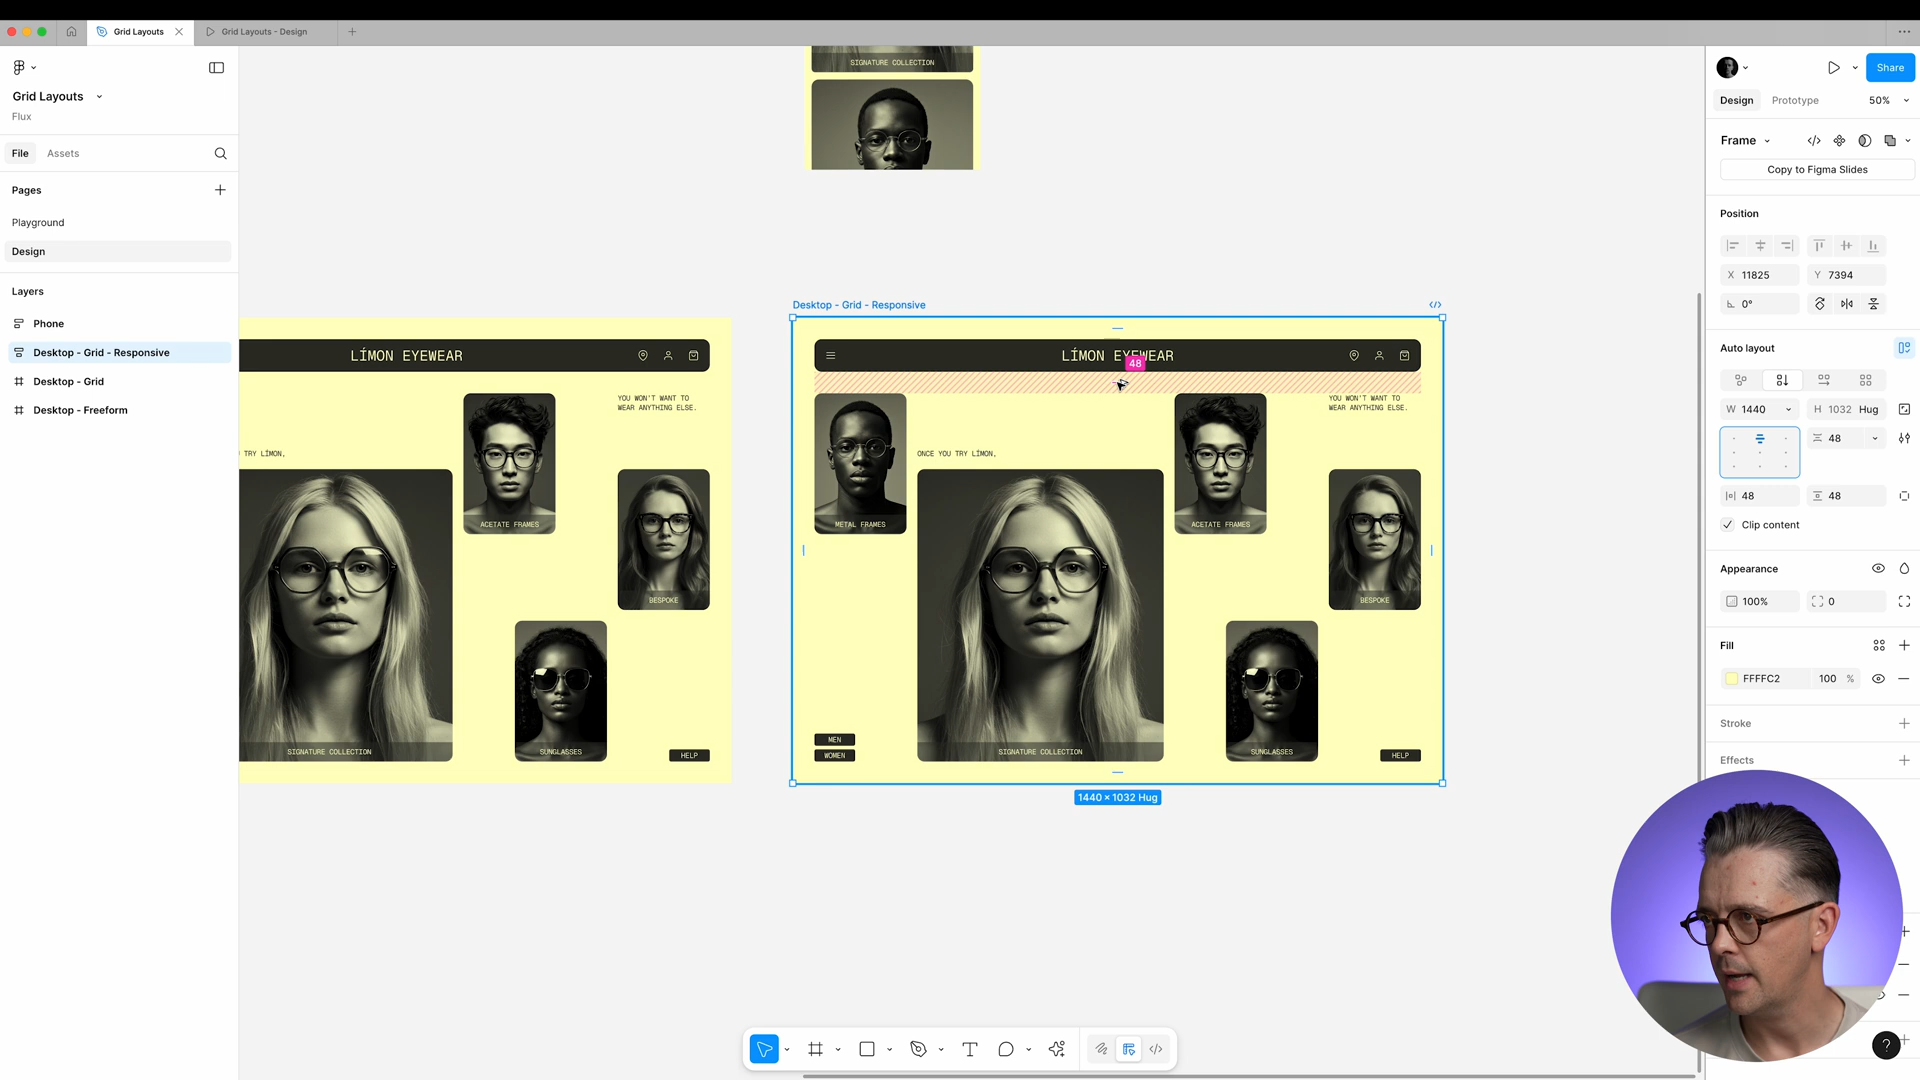 Grid Layouts
Grid Layouts - Design
Grid Layouts
Flux
File
Assets
Pages
Playground
Design
Layers
Phone
Desktop - Grid - Responsive
Desktop - Grid
Desktop - Freeform
SIGNATURE COLLECTION
LÍMON EYEWEAR
YOU WON'T WANT TO
WEAR ANYTHING ELSE.
TRY LÍMON,
ACETATE FRAMES
BESPOKE
SIGNATURE COLLECTION
SUNGLASSES
HELP
Desktop - Grid - Responsive
LÍMON EYEWEAR
48
YOU WON'T WANT TO
WEAR ANYTHING ELSE.
ONCE YOU TRY LÍMON,
METAL FRAMES
ACETATE FRAMES
BESPOKE
MEN
WOMEN
SIGNATURE COLLECTION
SUNGLASSES
HELP
1440 × 1032 Hug
Share
Design
Prototype
50%
Frame
Copy to Figma Slides
Position
X 11825
Y 7394
0°
Auto layout
W 1440
H 1032 Hug
48
48
48
Clip content
Appearance
100%
0
Fill
FFFFC2
100 %
Stroke
Effects
?